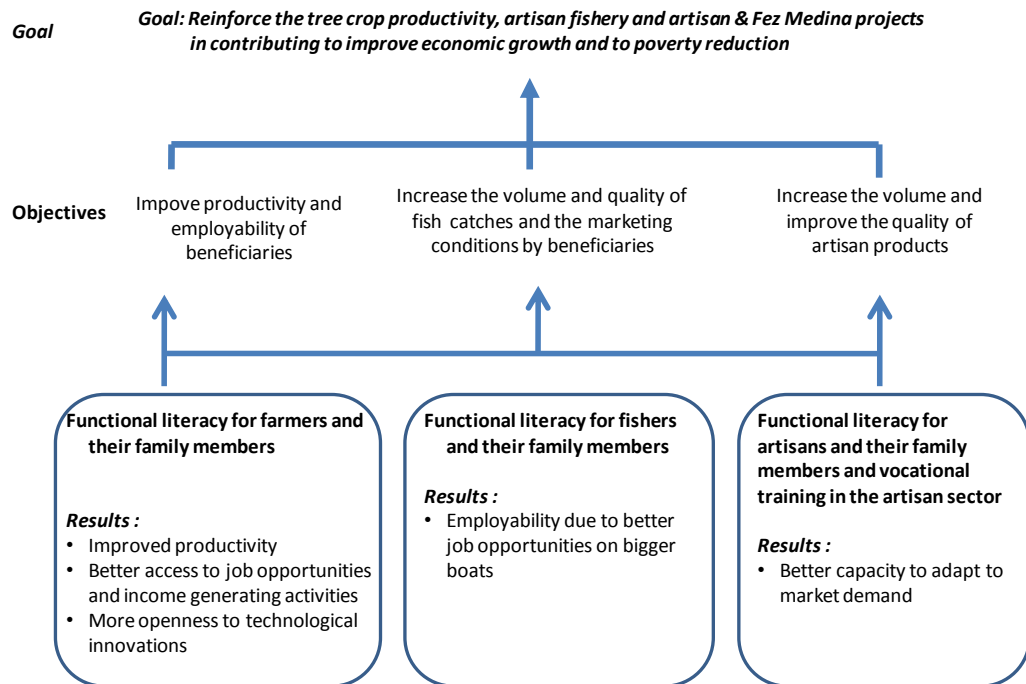 Goal
Goal: Reinforce the tree crop productivity, artisan fishery and artisan & Fez Medina projects
in contributing to improve economic growth and to poverty reduction
Objectives
Impove productivity and
employability of
beneficiaries
Increase the volume and quality of
fish catches and the marketing
conditions by beneficiaries
Increase the volume and
improve the quality of
artisan products
Functional literacy for farmers and
their family members
Results :
• Improved productivity
• Better access to job opportunities
and income generating activities
• More openness to technological
innovations
Functional literacy for fishers
and their family members
Results :
• Employability due to better
job opportunities on bigger
boats
Functional literacy for
artisans and their family
members and vocational
training in the artisan sector
Results :
• Better capacity to adapt to
market demand